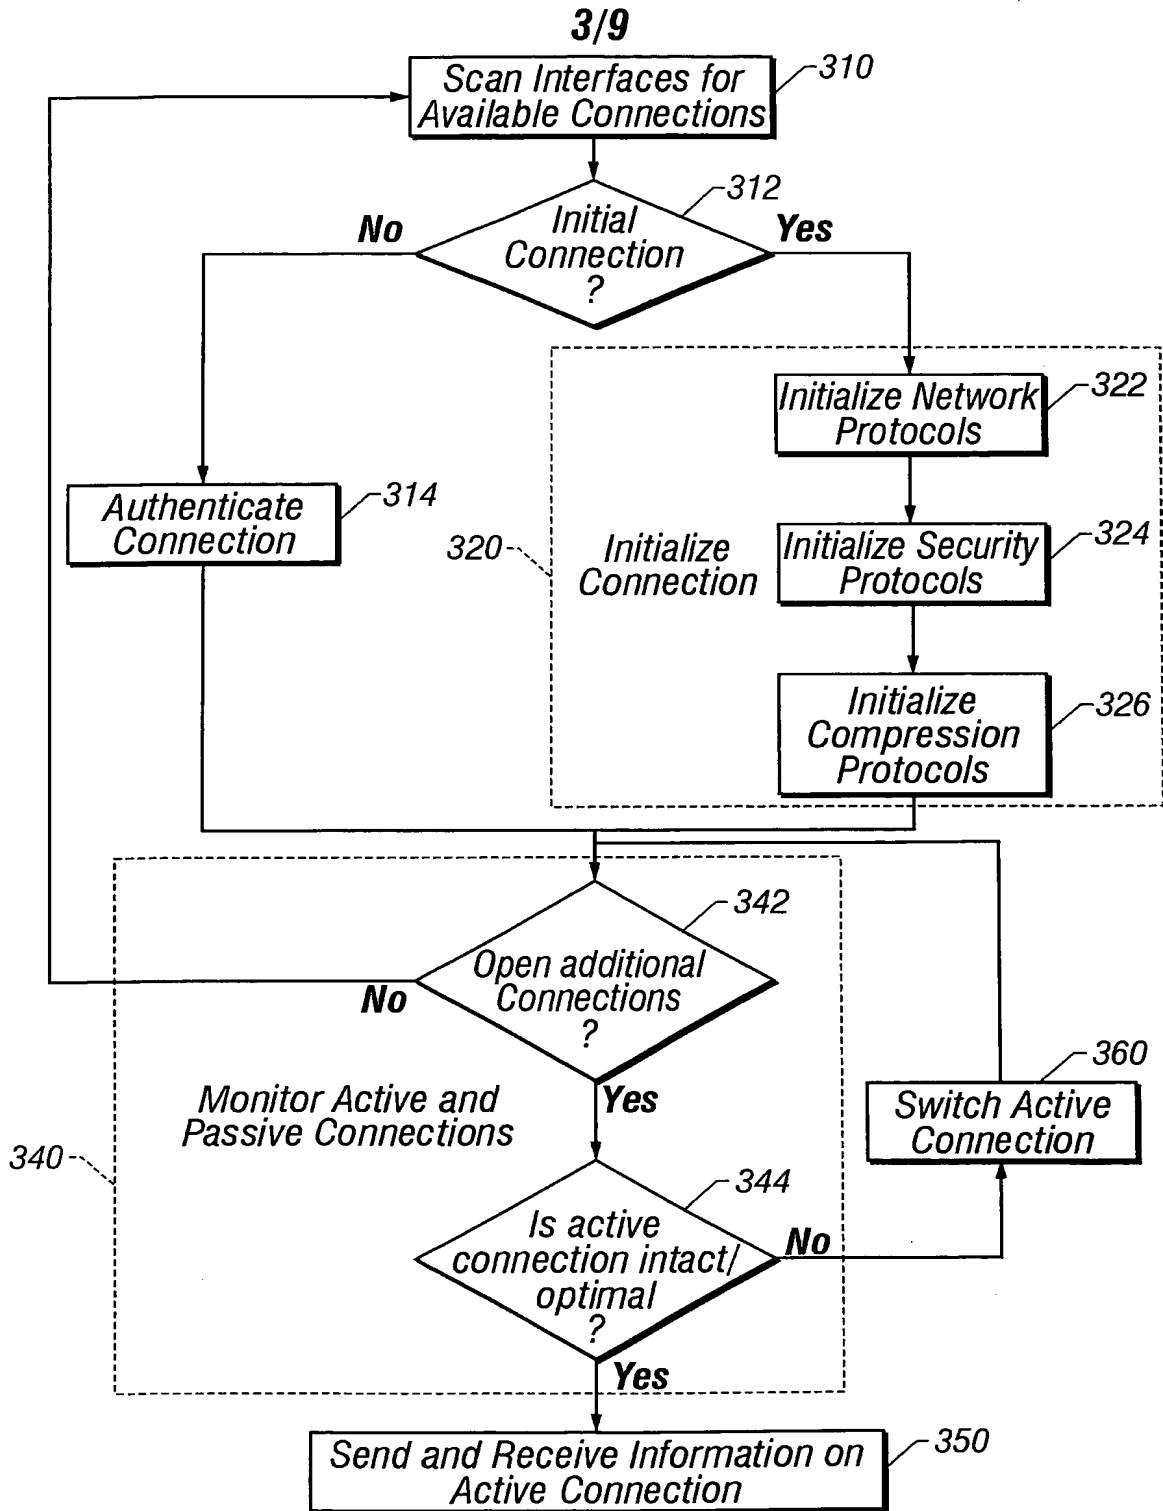 3/9
Scan Interfaces for
Available Connections
310
312
Initial
Connection
?
No
Yes
Initialize Network
Protocols
322
Authenticate
Connection
314
320
Initialize
Connection
Initialize Security
Protocols
324
Initialize
Compression
Protocols
326
342
Open additional
Connections
?
No
Yes
Monitor Active and
Passive Connections
340
360
Switch Active
Connection
344
Is active
connection intact/
optimal
?
No
Yes
Send and Receive Information on
Active Connection
350